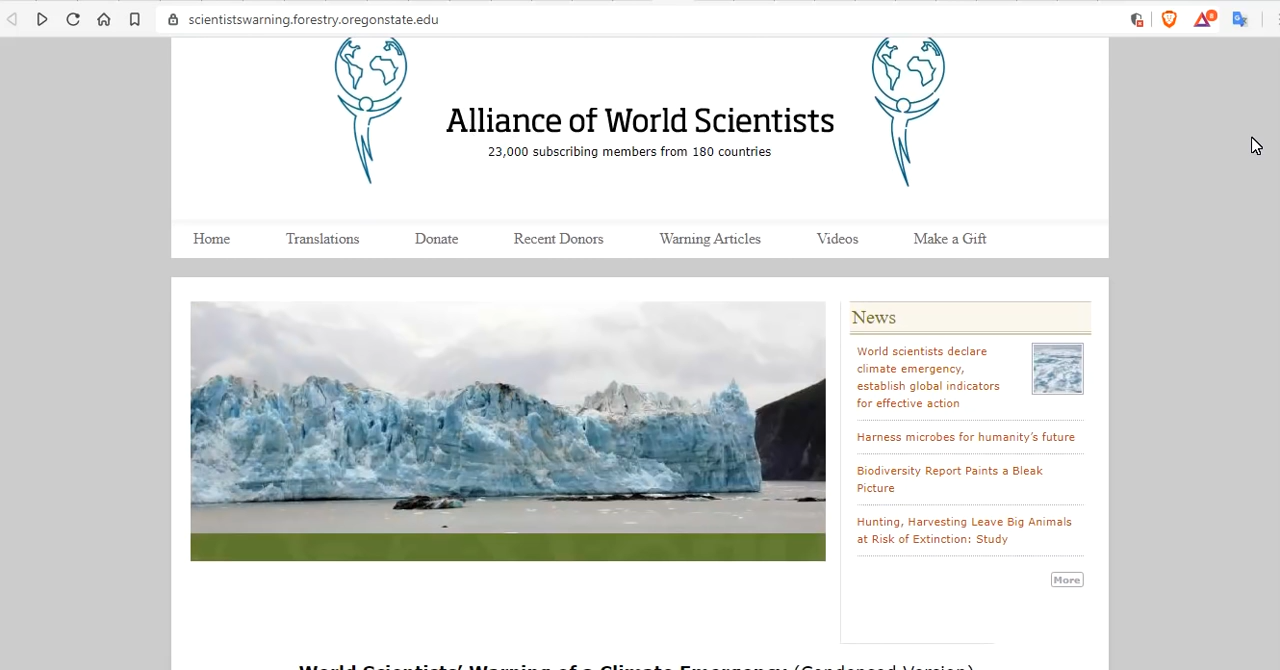 scientistswarning.forestry.oregonstate.edu
8
Alliance of World Scientists
23,000 subscribing members from 180 countries
Home Translations Donate Recent Donors Warning Articles Videos Make a Gift
News
World scientists declare
climate emergency,
establish global indicators
for effective action
Harness microbes for humanity’s future
Biodiversity Report Paints a Bleak
Picture
Hunting, Harvesting Leave Big Animals
at Risk of Extinction: Study
More
World Scientists’ Warning of a Climate Emergency (Condensed Version)